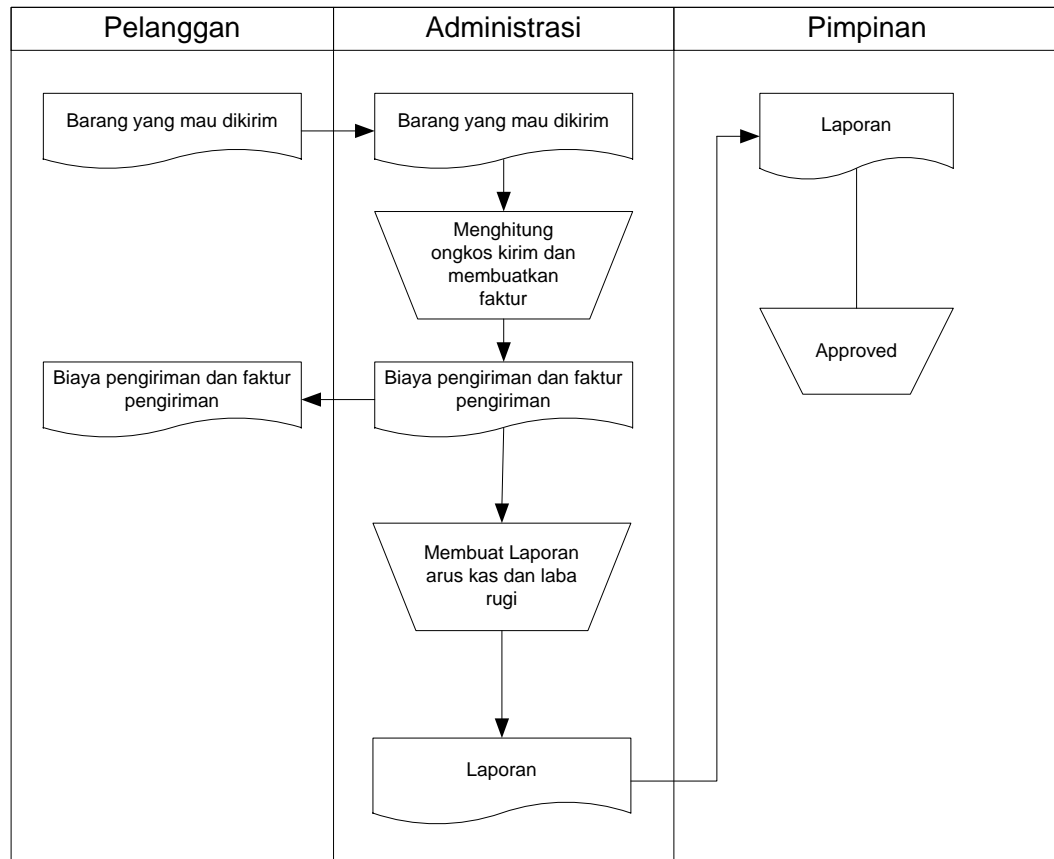 Pelanggan
Administrasi
Pimpinan
Barang yang mau dikirim
Barang yang mau dikirim
Laporan
Menghitung
ongkos kirim dan
membuatkan
faktur
Approved
Biaya pengiriman dan faktur
pengiriman
Biaya pengiriman dan faktur
pengiriman
Membuat Laporan
arus kas dan laba
rugi
Laporan